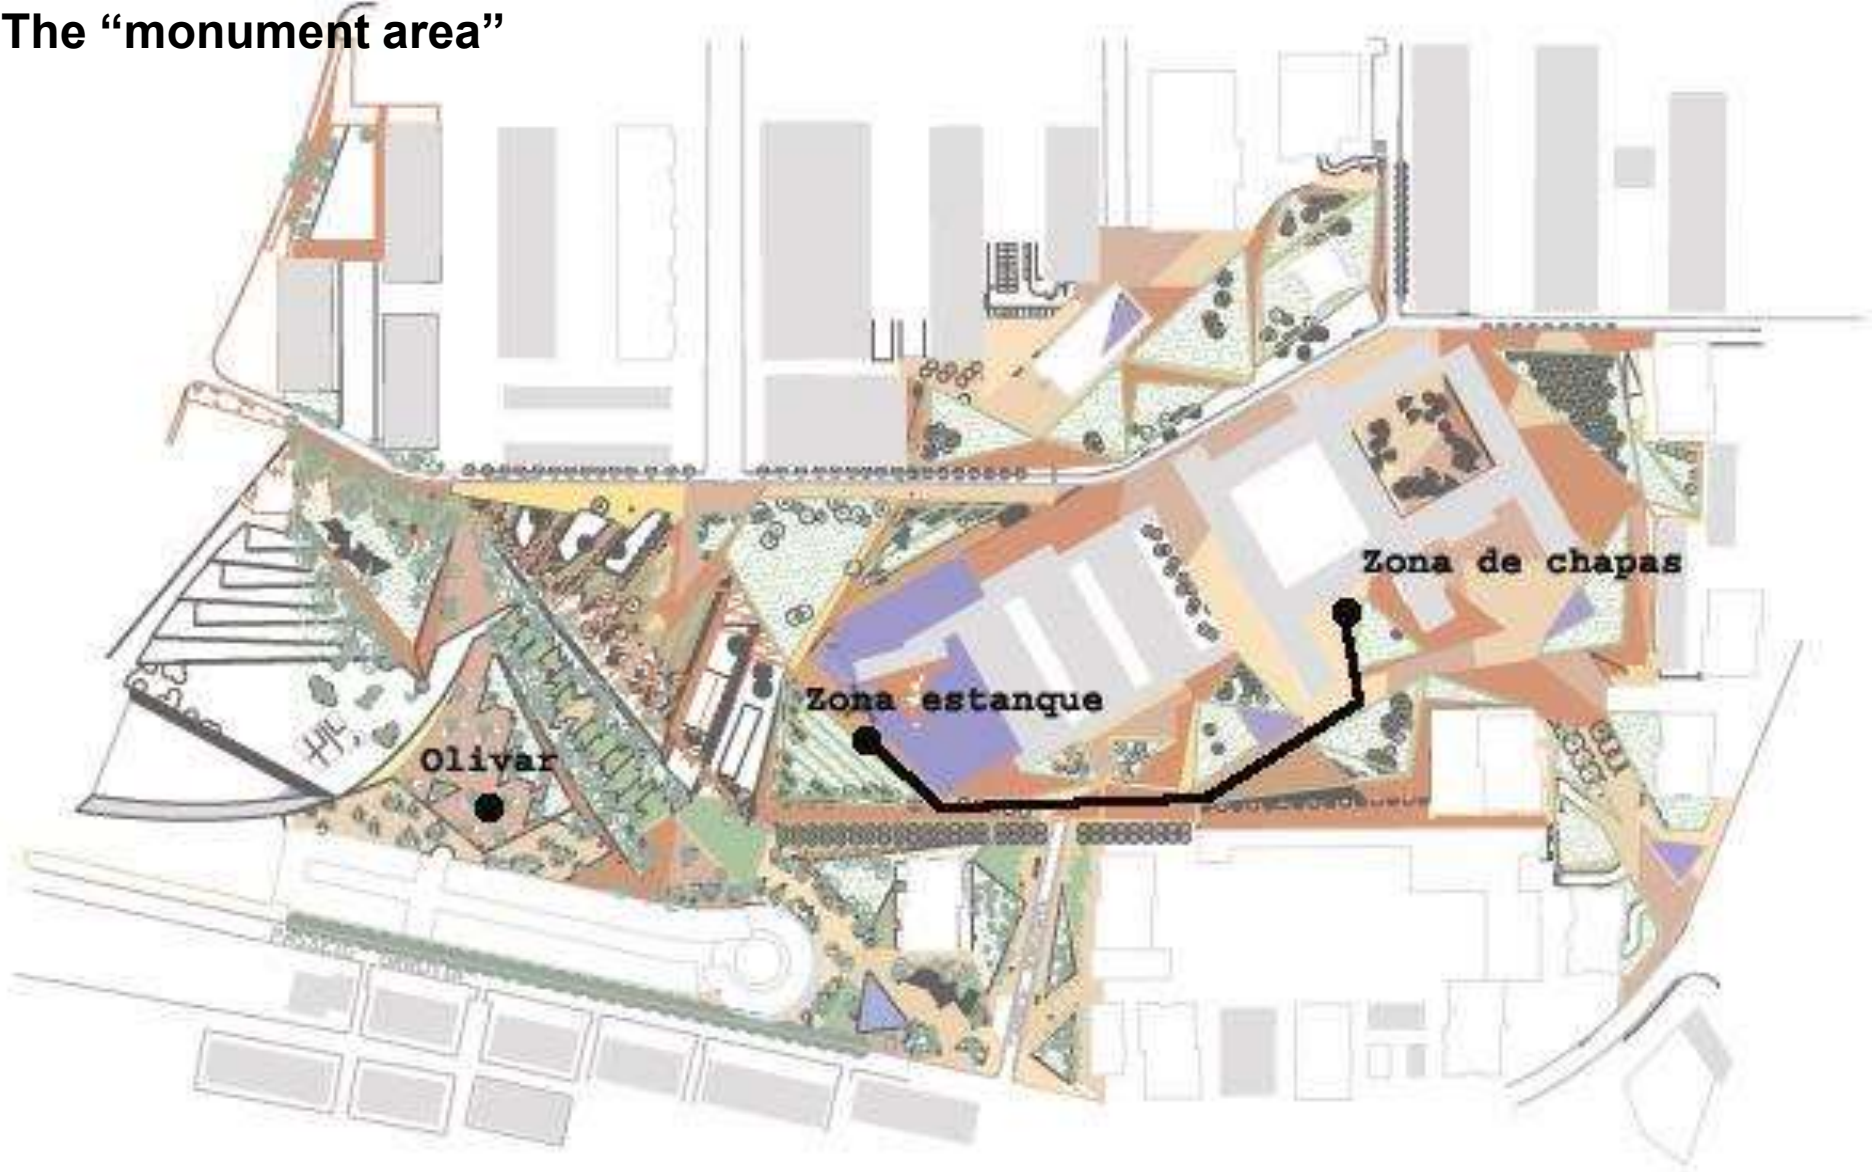 The “monument area”
Zona de chapas
Zona estanque
Olivar